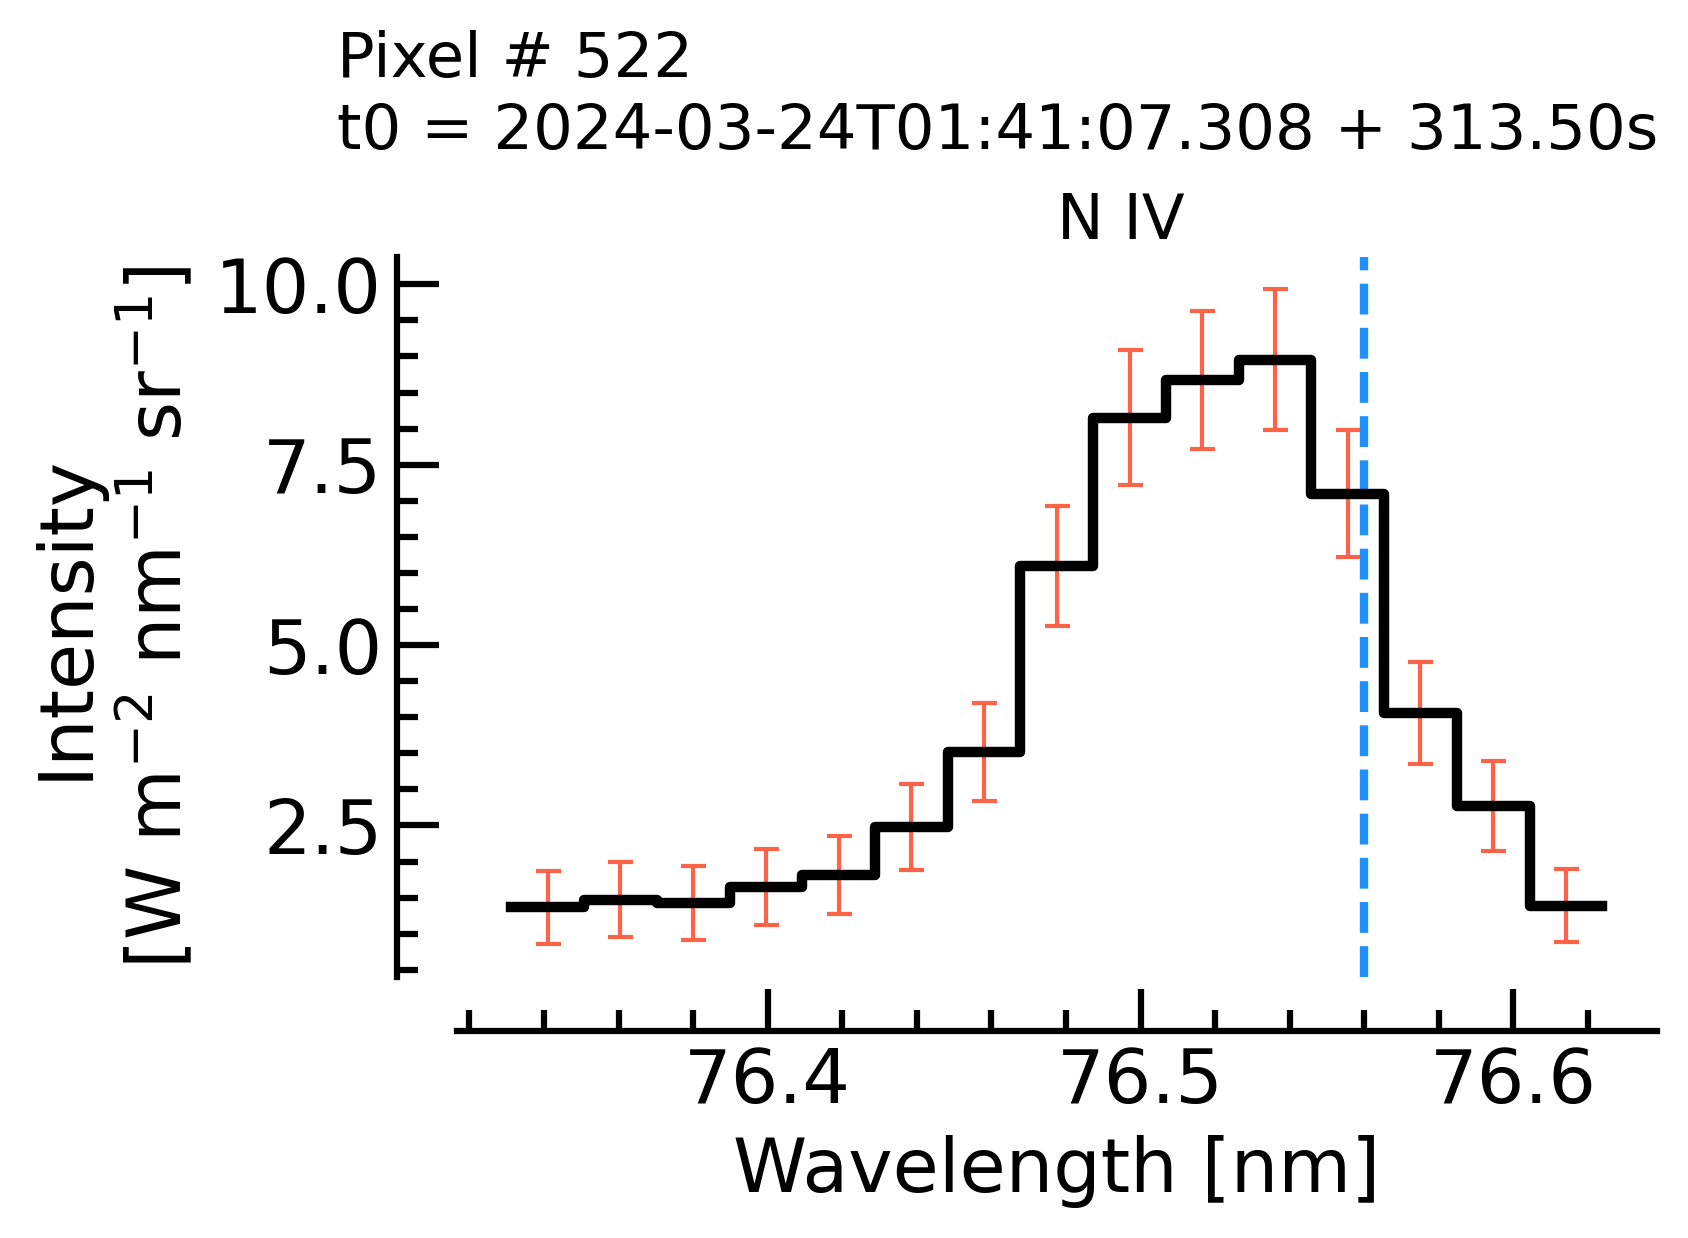 Pixel # 522
t0 = 2024-03-24T01:41:07.308 + 313.50s
N IV
Intensity
[W m⁻² nm⁻¹ sr⁻¹]
10.0
7.5
5.0
2.5
76.4 76.5 76.6
Wavelength [nm]